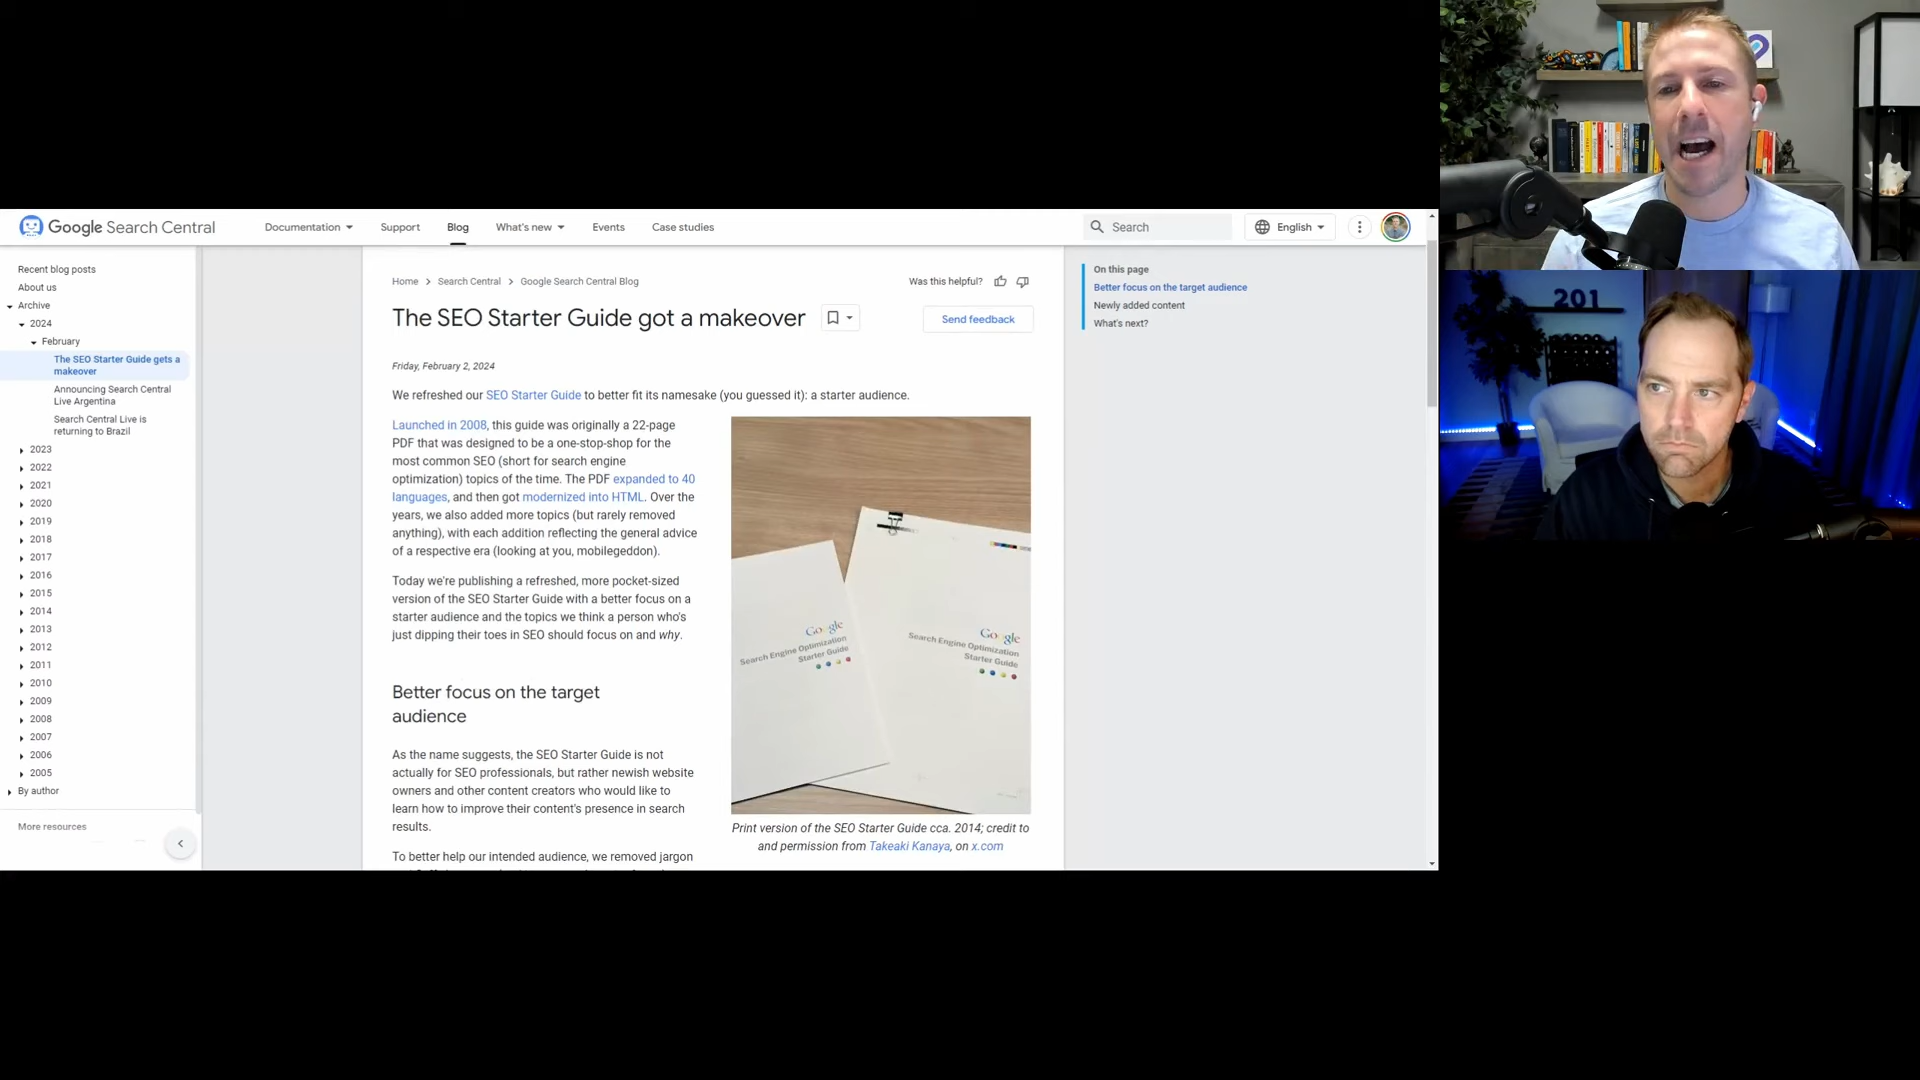 Google Search Central
Documentation
Support
Blog
What's new
Events
Case studies
Search
English
Recent blog posts
About us
Archive
2024
February
The SEO Starter Guide gets a
makeover
Announcing Search Central
Live Argentina
Search Central Live is
returning to Brazil
2023
2022
2021
2020
2019
2018
2017
2016
2015
2014
2013
2012
2011
2010
2009
2008
2007
2006
2005
By author
More resources
Home > Search Central > Google Search Central Blog
Was this helpful?
The SEO Starter Guide got a makeover
Send feedback
Friday, February 2, 2024
We refreshed our SEO Starter Guide to better fit its namesake (you guessed it): a starter audience.
Launched in 2008, this guide was originally a 22-page
PDF that was designed to be a one-stop-shop for the
most common SEO (short for search engine
optimization) topics of the time. The PDF expanded to 40
languages, and then got modernized into HTML. Over the
years, we also added more topics (but rarely removed
anything), with each addition reflecting the general advice
of a respective era (looking at you, mobilegeddon).
Today we're publishing a refreshed, more pocket-sized
version of the SEO Starter Guide with a better focus on a
starter audience and the topics we think a person who's
just dipping their toes in SEO should focus on and why.
Better focus on the target
audience
As the name suggests, the SEO Starter Guide is not
actually for SEO professionals, but rather newish website
owners and other content creators who would like to
learn how to improve their content's presence in search
results.
To better help our intended audience, we removed jargon
Google
Search Engine Optimization
Starter Guide
Google
Search Engine Optimization
Starter Guide
Print version of the SEO Starter Guide cca. 2014; credit to
and permission from Takeaki Kanaya, on x.com
On this page
Better focus on the target audience
Newly added content
What's next?
201